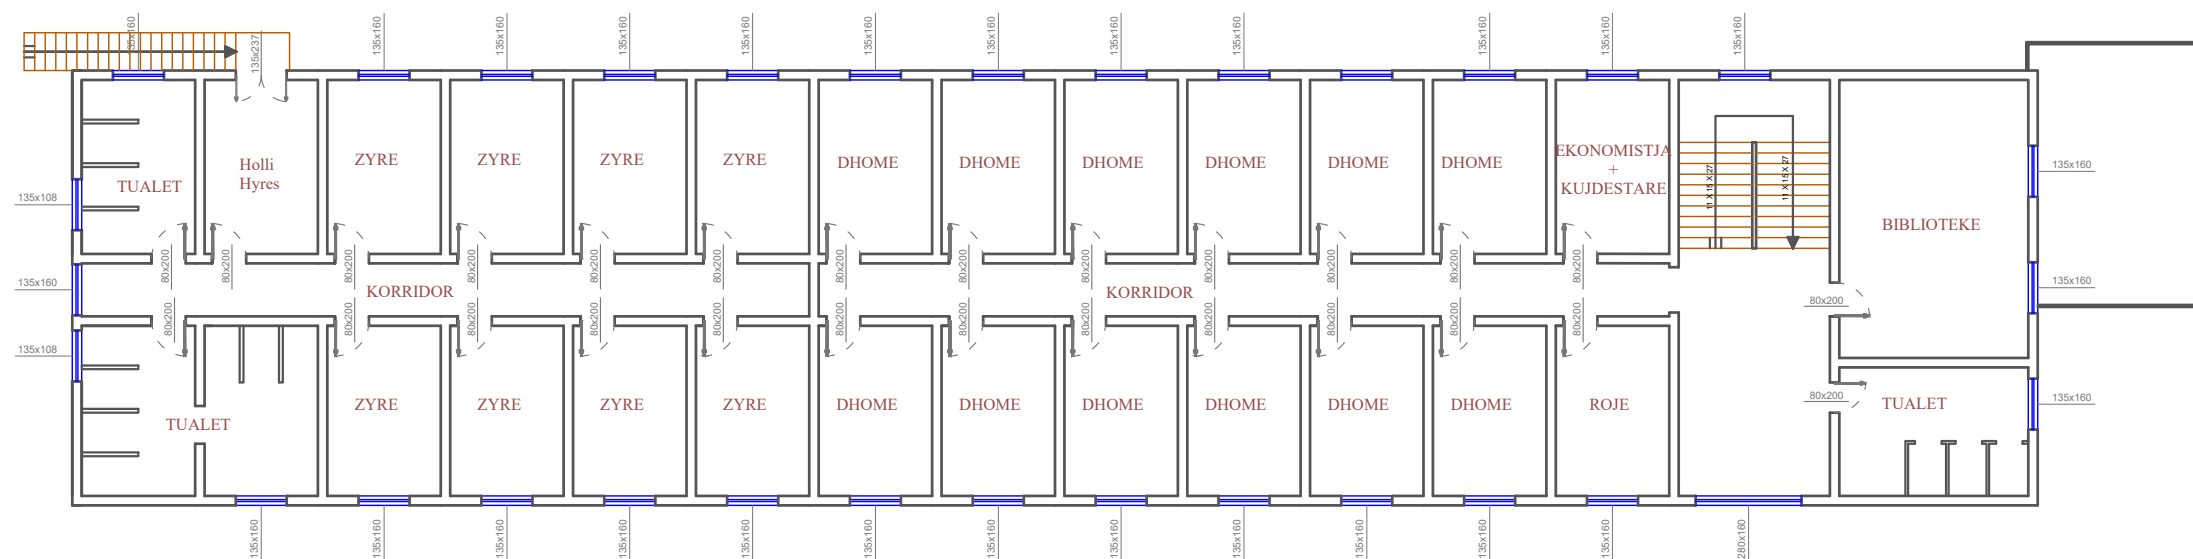 135x160
135x237
135x160
135x160
135x160
135x160
135x160
135x160
135x160
135x160
135x160
135x160
135x160
TUALET
Holli
Hyres
ZYRE
ZYRE
ZYRE
ZYRE
DHOME
DHOME
DHOME
DHOME
DHOME
DHOME
EKONOMISTJA
+
KUJDESTARE
11 X 15 X 27
11 X 15 X 27
BIBLIOTEKE
135x160
135x108
80x200
80x200
80x200
80x200
80x200
80x200
80x200
80x200
80x200
80x200
80x200
80x200
80x200
135x160
KORRIDOR
KORRIDOR
80x200
135x160
80x200
80x200
80x200
80x200
80x200
80x200
80x200
80x200
80x200
80x200
80x200
80x200
135x108
TUALET
ZYRE
ZYRE
ZYRE
ZYRE
DHOME
DHOME
DHOME
DHOME
DHOME
DHOME
ROJE
80x200
TUALET
135x160
135x160
135x160
135x160
135x160
135x160
135x160
135x160
135x160
135x160
135x160
135x160
135x160
280x160